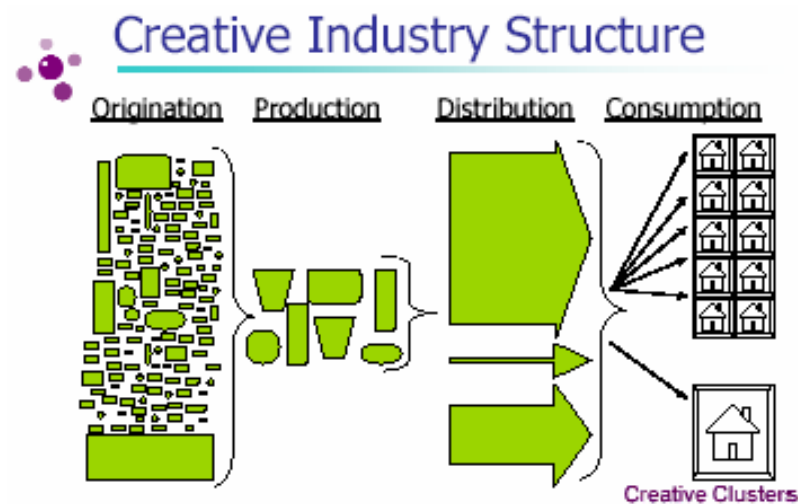 Creative Industry Structure
Origination Production Distribution Consumption
Creative Clusters